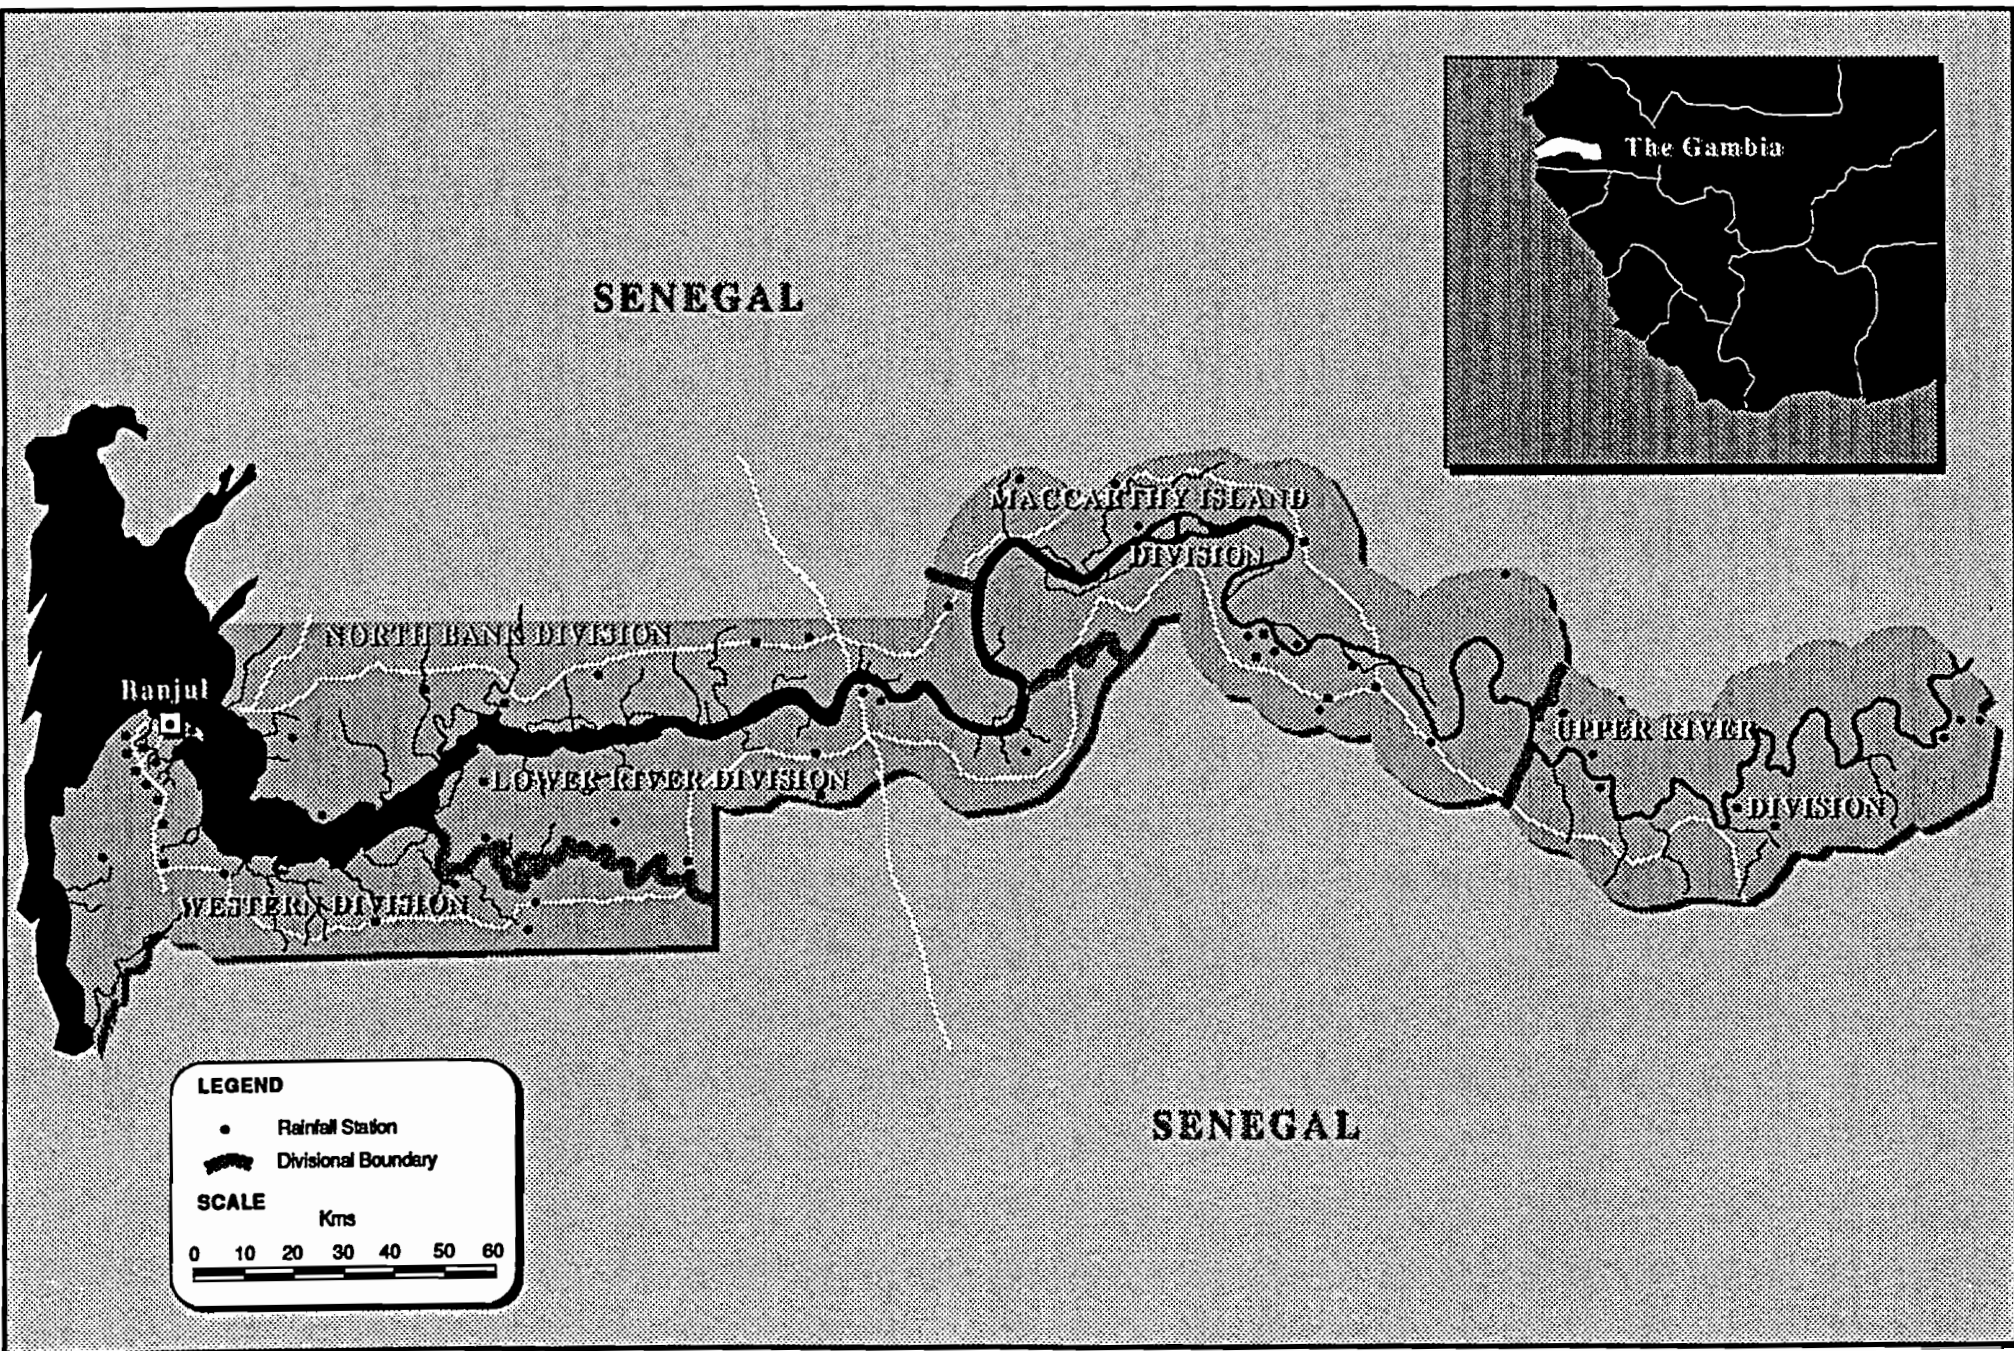 The Gambia
SENEGAL
MACCARTHY ISLAND
DIVISION
NORTH BANK DIVISION
Banjul
UPPER RIVER
DIVISION
LOWER RIVER DIVISION
WESTERN DIVISION
SENEGAL
LEGEND
Rainfall Station
Divisional Boundary
SCALE
Kms
0 10 20 30 40 50 60